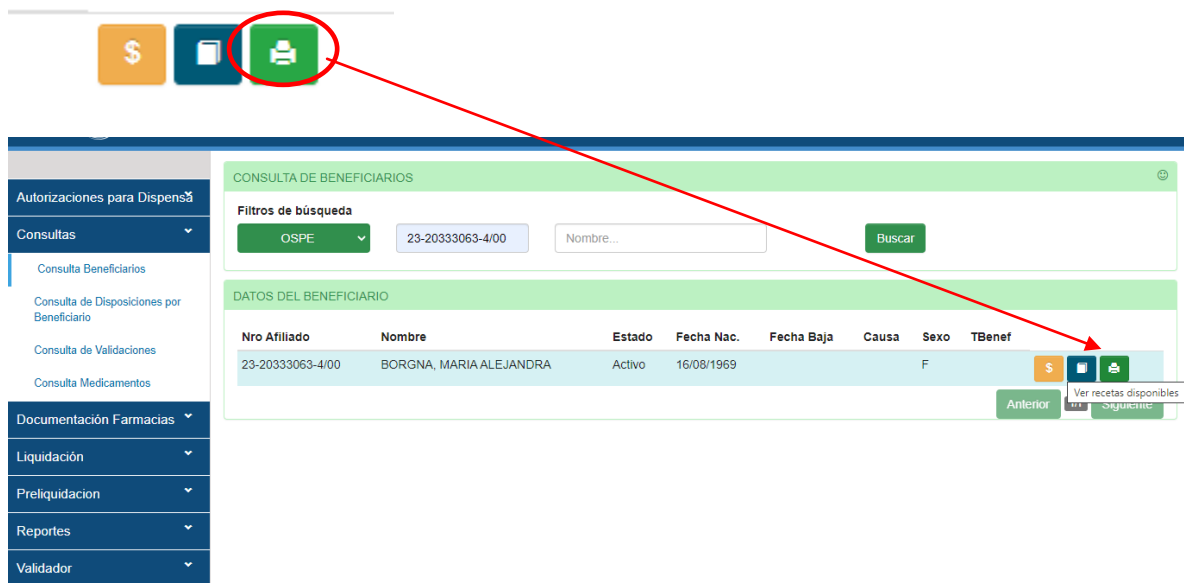 $
CONSULTA DE BENEFICIARIOS
Autorizaciones para Dispensa
Filtros de búsqueda
Consultas
OSPE 23-20333063-4/00 Nombre... Buscar
Consulta Beneficiarios
Consulta de Disposiciones por
Beneficiario
Consulta de Validaciones
Consulta Medicamentos
Documentación Farmacias
Liquidación
Preliquidacion
Reportes
Validador
DATOS DEL BENEFICIARIO
Nro Afiliado Nombre Estado Fecha Nac. Fecha Baja Causa Sexo TBenef
23-20333063-4/00 BORGNA, MARIA ALEJANDRA Activo 16/08/1969 F $
Ver recetas disponibles
Anterior Siguiente